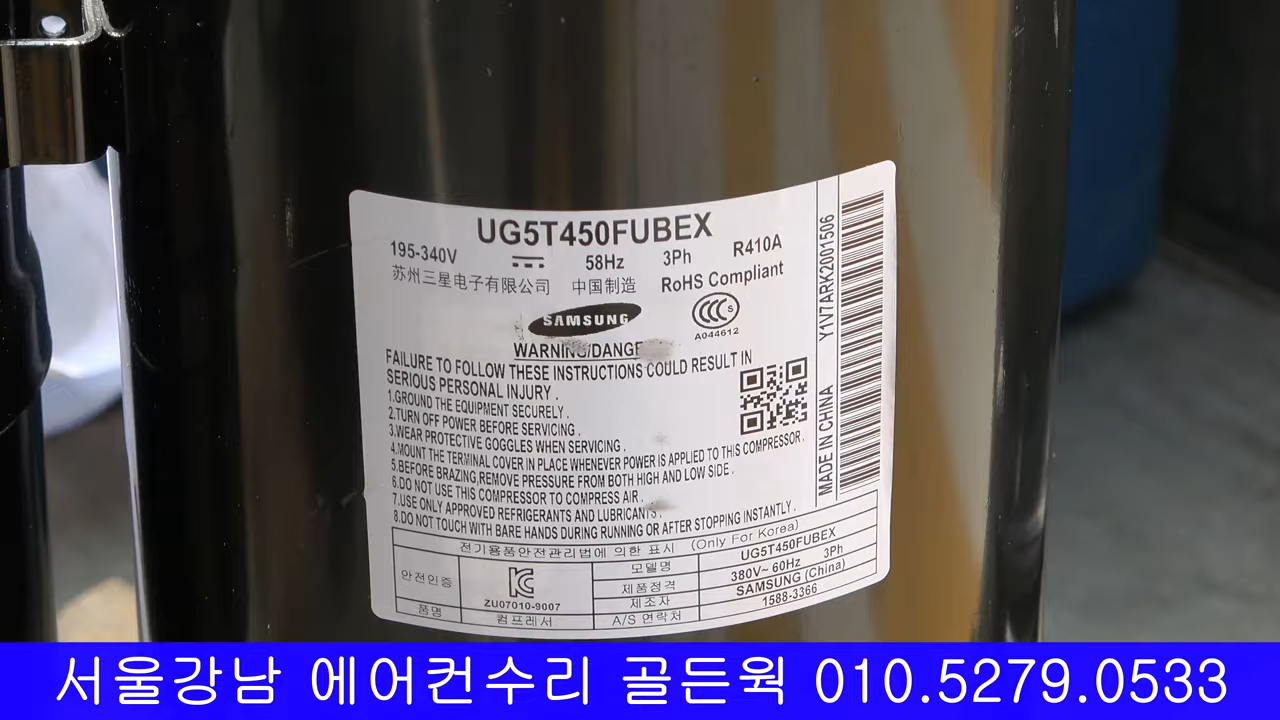 UG5T450FUBEX
195-340V 58Hz 3Ph R410A
苏州三星电子有限公司 中国制造 RoHS Compliant
SAMSUNG
CCC S
A044612
WARNING/DANGE
FAILURE TO FOLLOW THESE INSTRUCTIONS COULD RESULT IN
SERIOUS PERSONAL INJURY .
1.GROUND THE EQUIPMENT SECURELY .
2.TURN OFF POWER BEFORE SERVICING .
3.WEAR PROTECTIVE GOGGLES WHEN SERVICING .
4.MOUNT THE TERMINAL COVER IN PLACE WHENEVER POWER IS APPLIED TO THIS COMPRESSOR .
5.BEFORE BRAZING,REMOVE PRESSURE FROM BOTH HIGH AND LOW SIDE .
6.DO NOT USE THIS COMPRESSOR TO COMPRESS AIR .
7.USE ONLY APPROVED REFRIGERANTS AND LUBRICANTS .
8.DO NOT TOUCH WITH BARE HANDS DURING RUNNING OR AFTER STOPPING INSTANTLY .
MADE IN CHINA Y1V7ARK2001506
전기용품안전관리법에 의한 표시 (Only For Korea)
안전인증
ZU07010-9007
모델명 UG5T450FUBEX
제품정격 380V~ 60Hz 3Ph
제조사 SAMSUNG (China)
품명 컴프레서 A/S 연락처 1588-3366
서울강남 에어컨수리 골든웍 010.5279.0533